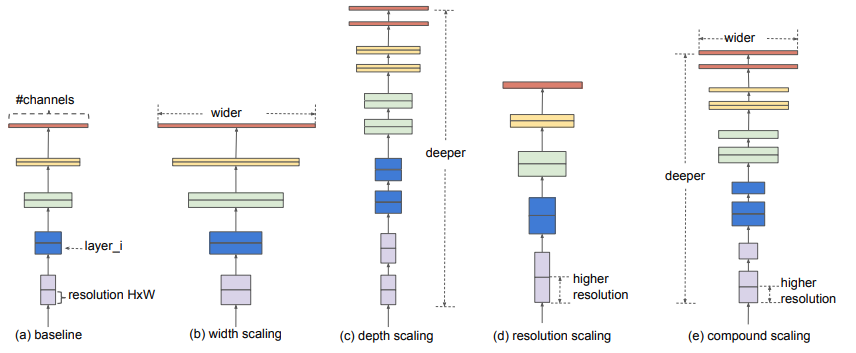 #channels
layer_i
resolution HxW
(a) baseline
wider
(b) width scaling
deeper
(c) depth scaling
higher
resolution
(d) resolution scaling
wider
deeper
higher
resolution
(e) compound scaling